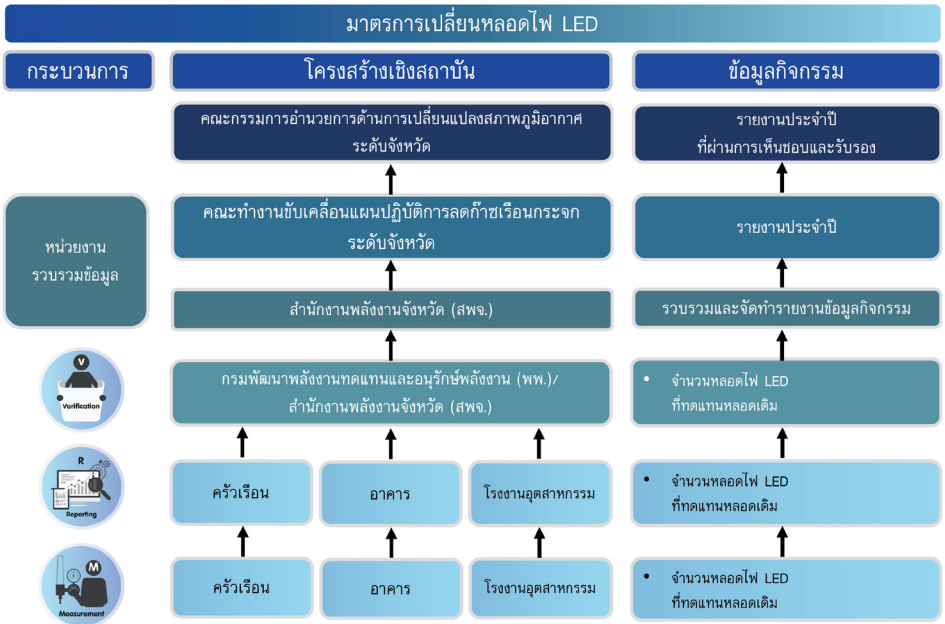 มาตรการเปลี่ยนหลอดไฟ LED
กระบวนการ
โครงสร้างเชิงสถาบัน
ข้อมูลกิจกรรม
คณะกรรมการอำนวยการด้านการเปลี่ยนแปลงสภาพภูมิอากาศ
ระดับจังหวัด
รายงานประจำปี
ที่ผ่านการเห็นชอบและรับรอง
หน่วยงาน
รวบรวมข้อมูล
คณะทำงานขับเคลื่อนแผนปฏิบัติการลดก๊าซเรือนกระจก
ระดับจังหวัด
รายงานประจำปี
สำนักงานพลังงานจังหวัด (สพจ.)
รวบรวมและจัดทำรายงานข้อมูลกิจกรรม
V
Verification
กรมพัฒนาพลังงานทดแทนและอนุรักษ์พลังงาน (พพ.)/
สำนักงานพลังงานจังหวัด (สพจ.)
• จำนวนหลอดไฟ LED
ที่ทดแทนหลอดเดิม
R
Reporting
ครัวเรือน
อาคาร
โรงงานอุตสาหกรรม
• จำนวนหลอดไฟ LED
ที่ทดแทนหลอดเดิม
M
Measurement
ครัวเรือน
อาคาร
โรงงานอุตสาหกรรม
• จำนวนหลอดไฟ LED
ที่ทดแทนหลอดเดิม